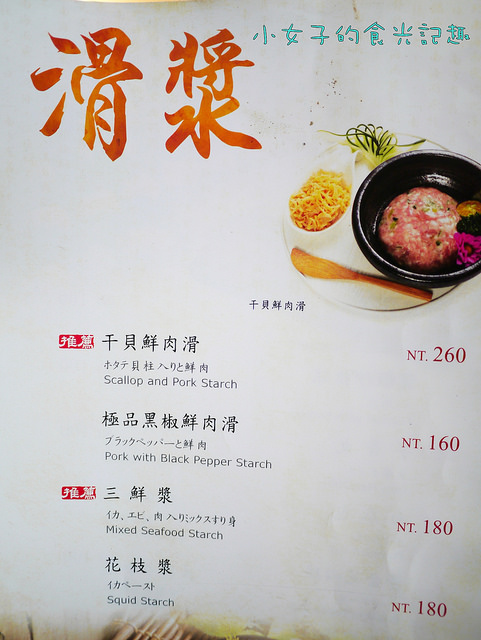 小女子的食光記趣
滑漿
干貝鮮肉滑
推薦 干貝鮮肉滑 NT. 260
ホタテ貝柱入りと鮮肉
Scallop and Pork Starch
極品黑椒鮮肉滑 NT. 160
ブラックペッパーと鮮肉
Pork with Black Pepper Starch
推薦 三鮮漿 NT. 180
イカ、エビ、肉入りミックスすり身
Mixed Seafood Starch
花枝漿 NT. 180
イカペースト
Squid Starch